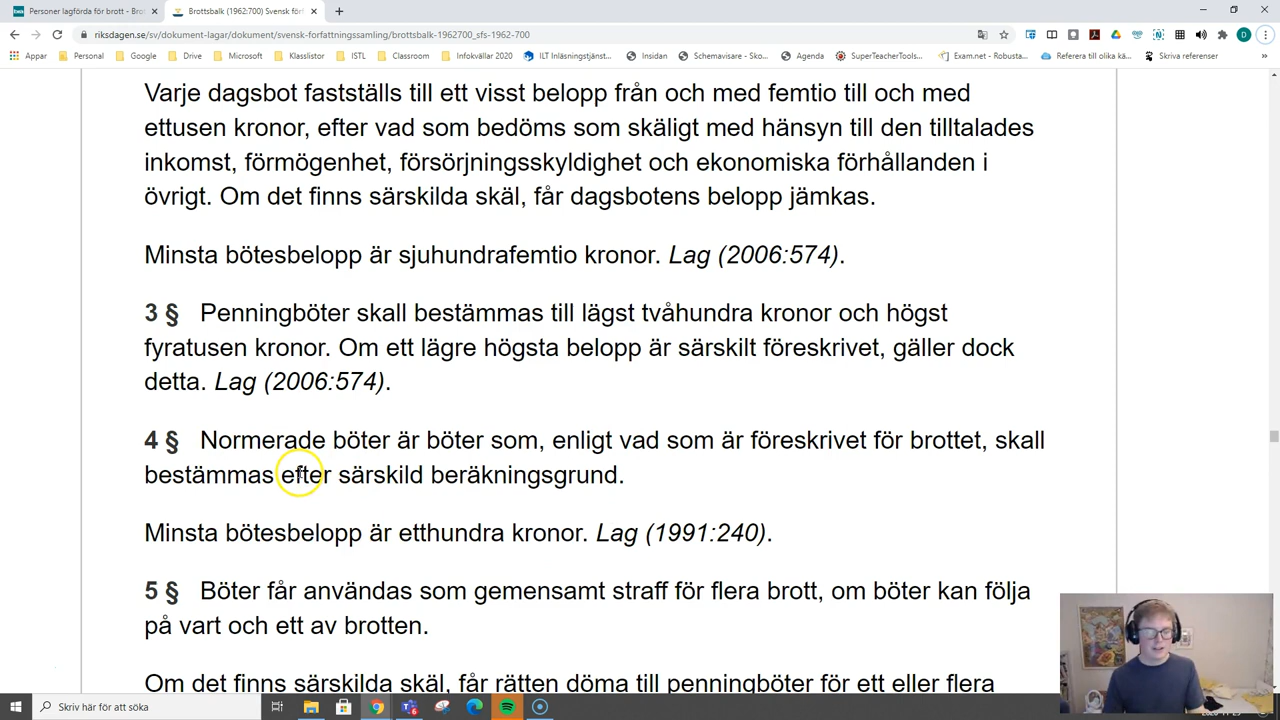 Personer lagförda för brott - Bro
Brottsbalk (1962:700) Svensk för
riksdagen.se/sv/dokument-lagar/dokument/svensk-forfattningssamling/brottsbalk-1962700_sfs-1962-700
Appar Personal Google Drive Microsoft Klasslistor ISTL Classroom Infokvällar 2020 ILT Inläsningstjänst... Insidan Schemavisare - Sko... Agenda SuperTeacherTools... Exam.net - Robusta... Referera till olika kä... Skriva referenser
Varje dagsbot fastställs till ett visst belopp från och med femtio till och med
ettusen kronor, efter vad som bedöms som skäligt med hänsyn till den tilltalades
inkomst, förmögenhet, försörjningsskyldighet och ekonomiska förhållanden i
övrigt. Om det finns särskilda skäl, får dagsbotens belopp jämkas.
Minsta bötesbelopp är sjuhundrafemtio kronor. Lag (2006:574).
3 § Penningböter skall bestämmas till lägst tvåhundra kronor och högst
fyratusen kronor. Om ett lägre högsta belopp är särskilt föreskrivet, gäller dock
detta. Lag (2006:574).
4 § Normerade böter är böter som, enligt vad som är föreskrivet för brottet, skall
bestämmas efter särskild beräkningsgrund.
Minsta bötesbelopp är etthundra kronor. Lag (1991:240).
5 § Böter får användas som gemensamt straff för flera brott, om böter kan följa
på vart och ett av brotten.
Om det finns särskilda skäl, får rätten döma till penningböter för ett eller flera
Skriv här för att söka